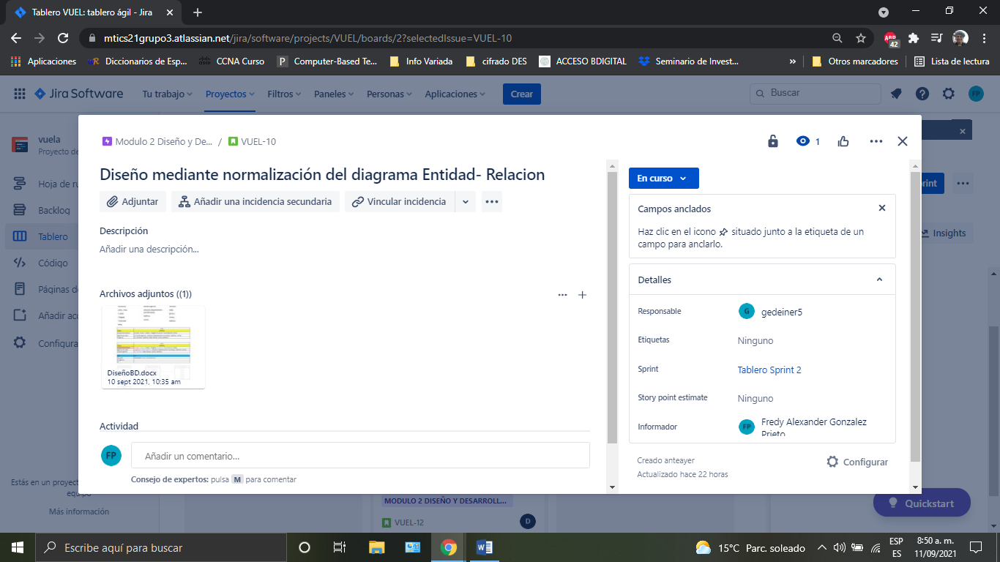 Tablero VUEL: tablero ágil - Jira
mtics21grupo3.atlassian.net/jira/software/projects/VUEL/boards/2?selectedIssue=VUEL-10
ABP
42
Aplicaciones
Diccionarios de Esp...
CCNA Curso
Computer-Based Te...
Info Variada
cifrado DES
ACCESO BDIGITAL
Seminario de Invest...
»
Otros marcadores
Lista de lectura
Jira Software
Tu trabajo
Proyectos
Filtros
Paneles
Personas
Aplicaciones
Crear
Buscar
FP
vuela
Proyecto de
Hoja de ru
Backlog
Tablero
Código
Páginas d
Añadir acc
Configura
Estás en un proyect
equipo
Más información
Modulo 2 Diseño y De... / VUEL-10
1
Diseño mediante normalización del diagrama Entidad- Relacion
Adjuntar
Añadir una incidencia secundaria
Vincular incidencia
Descripción
Añadir una descripción...
Archivos adjuntos ((1))
DiseñoBD.docx
10 sept 2021, 10:35 am
Actividad
FP
Añadir un comentario...
Consejo de expertos: pulsa M para comentar
En curso
Campos anclados
Haz clic en el icono situado junto a la etiqueta de un
campo para anclarlo.
Detalles
Responsable
G gedeiner5
Etiquetas
Ninguno
Sprint
Tablero Sprint 2
Story point estimate
Ninguno
Informador
FP Fredy Alexander Gonzalez
Prieto
Creado anteayer
Actualizado hace 22 horas
Configurar
print
Insights
MODULO 2 DISEÑO Y DESARROLL...
VUEL-12
D
Quickstart
Escribe aquí para buscar
15°C Parc. soleado
ESP
ES
8:50 a. m.
11/09/2021